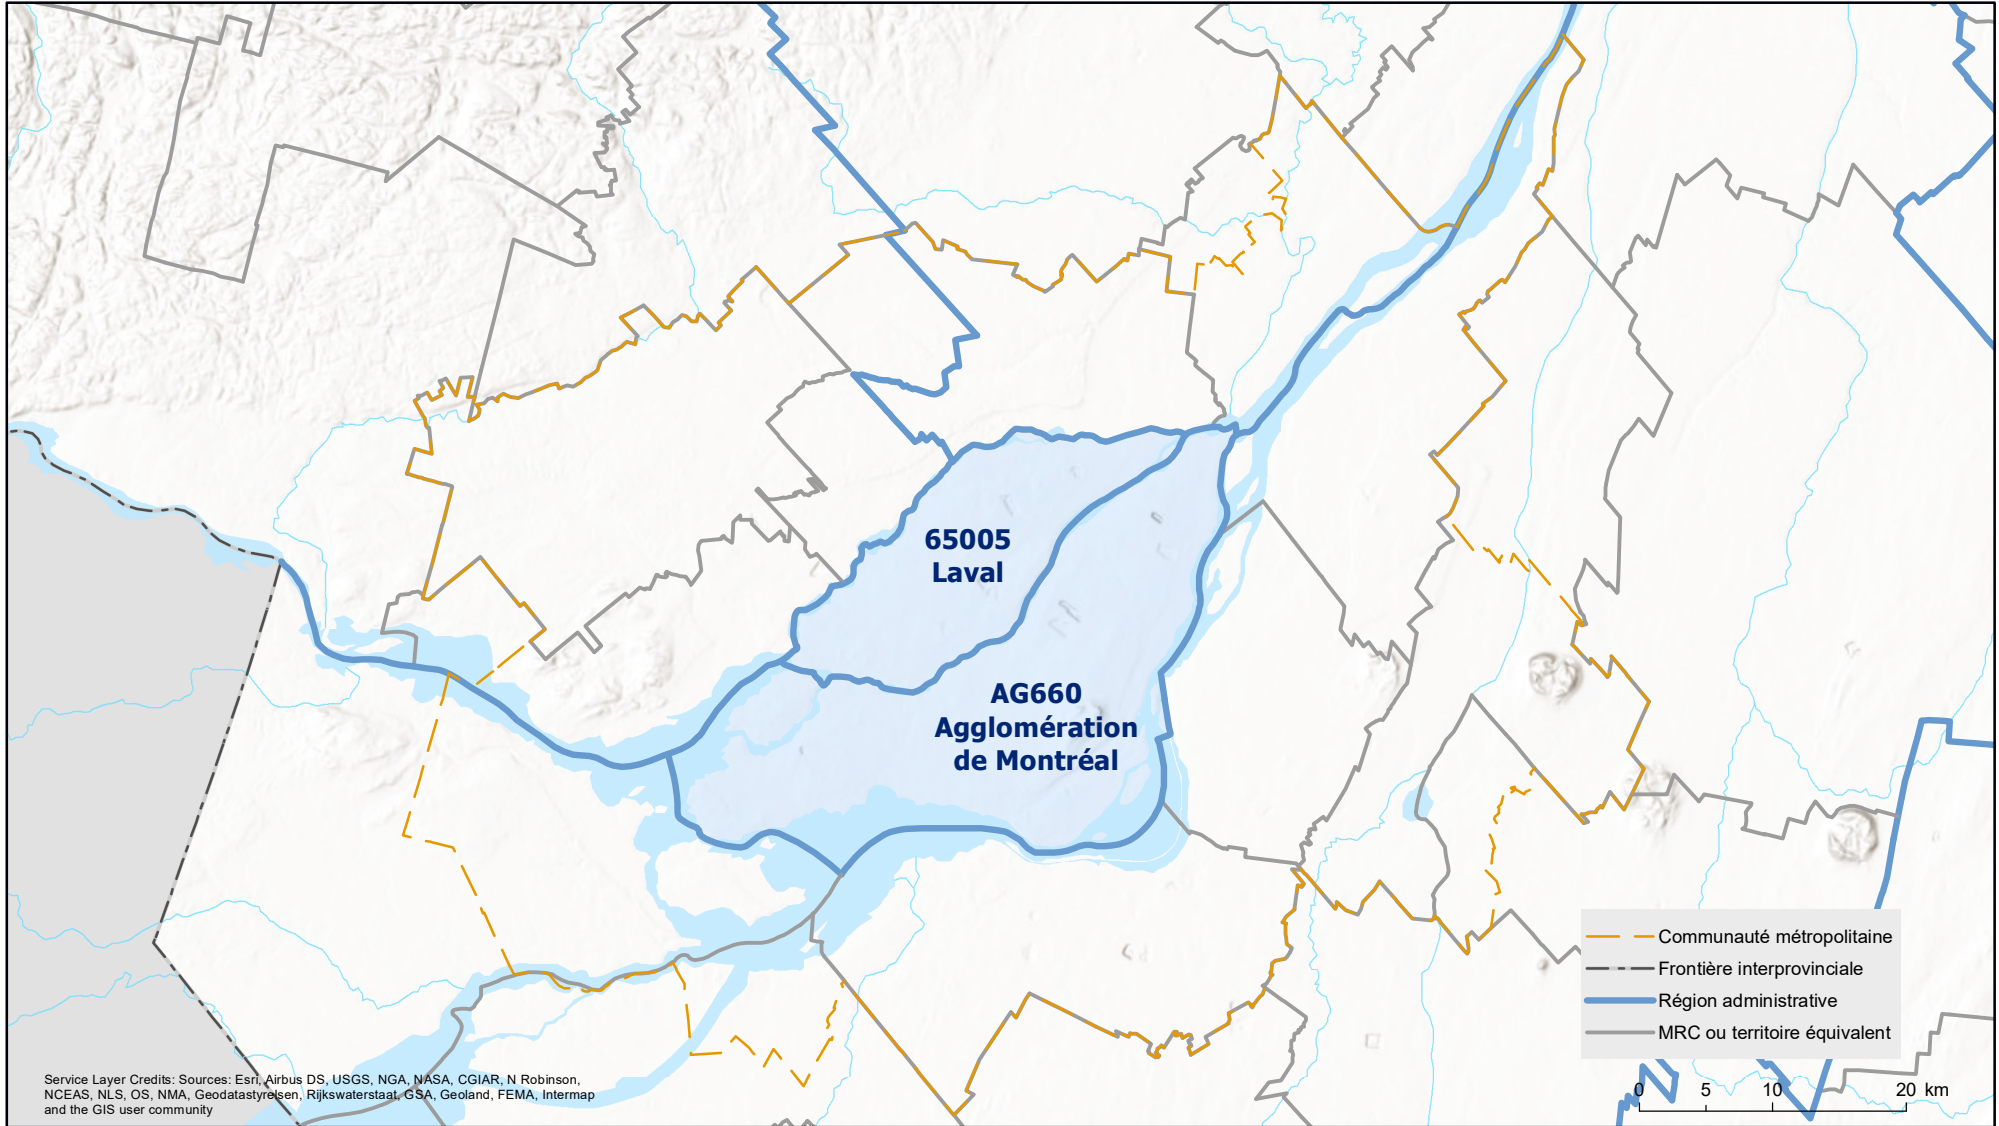 65005
Laval
AG660
Agglomération
de Montréal
Communauté métropolitaine
Frontière interprovinciale
Région administrative
MRC ou territoire équivalent
0 5 10 20 km
Service Layer Credits: Sources: Esri, Airbus DS, USGS, NGA, NASA, CGIAR, N Robinson,
NCEAS, NLS, OS, NMA, Geodatastyrelsen, Rijkswaterstaat, GSA, Geoland, FEMA, Intermap
and the GIS user community